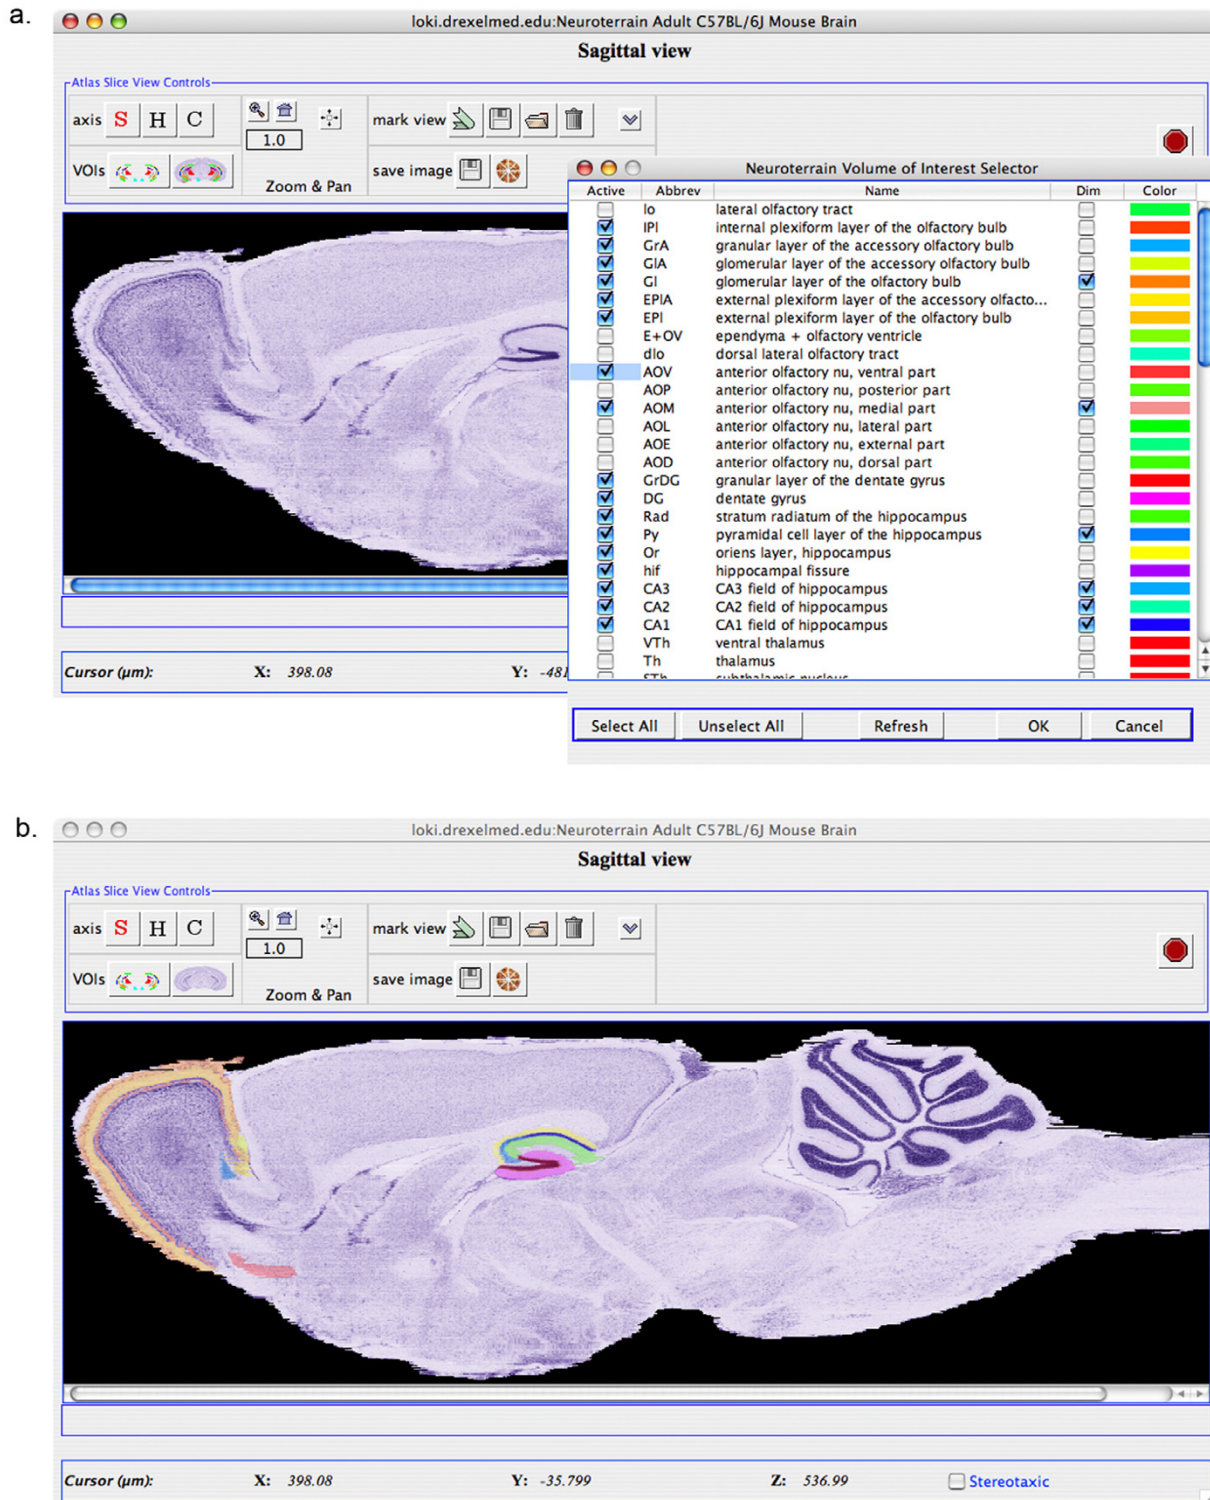 a.
loki.drexelmed.edu:Neuroterrain Adult C57BL/6J Mouse Brain
Sagittal view
Atlas Slice View Controls
axis S H C
1.0
mark view
VOIs
Zoom & Pan
save image
Neuroterrain Volume of Interest Selector
Active Abbrev Name Dim Color
lo lateral olfactory tract
IPl internal plexiform layer of the olfactory bulb
GrA granular layer of the accessory olfactory bulb
GlA glomerular layer of the accessory olfactory bulb
Gl glomerular layer of the olfactory bulb
EPlA external plexiform layer of the accessory olfacto...
EPl external plexiform layer of the olfactory bulb
E+OV ependyma + olfactory ventricle
dlo dorsal lateral olfactory tract
AOV anterior olfactory nu, ventral part
AOP anterior olfactory nu, posterior part
AOM anterior olfactory nu, medial part
AOL anterior olfactory nu, lateral part
AOE anterior olfactory nu, external part
AOD anterior olfactory nu, dorsal part
GrDG granular layer of the dentate gyrus
DG dentate gyrus
Rad stratum radiatum of the hippocampus
Py pyramidal cell layer of the hippocampus
Or oriens layer, hippocampus
hif hippocampal fissure
CA3 CA3 field of hippocampus
CA2 CA2 field of hippocampus
CA1 CA1 field of hippocampus
VTh ventral thalamus
Th thalamus
STh subthalamic nucleus
Cursor (µm): X: 398.08 Y: -481
Select All Unselect All Refresh OK Cancel
b.
loki.drexelmed.edu:Neuroterrain Adult C57BL/6J Mouse Brain
Sagittal view
Atlas Slice View Controls
axis S H C
1.0
mark view
VOIs
Zoom & Pan
save image
Cursor (µm): X: 398.08 Y: -35.799 Z: 536.99 Stereotaxic